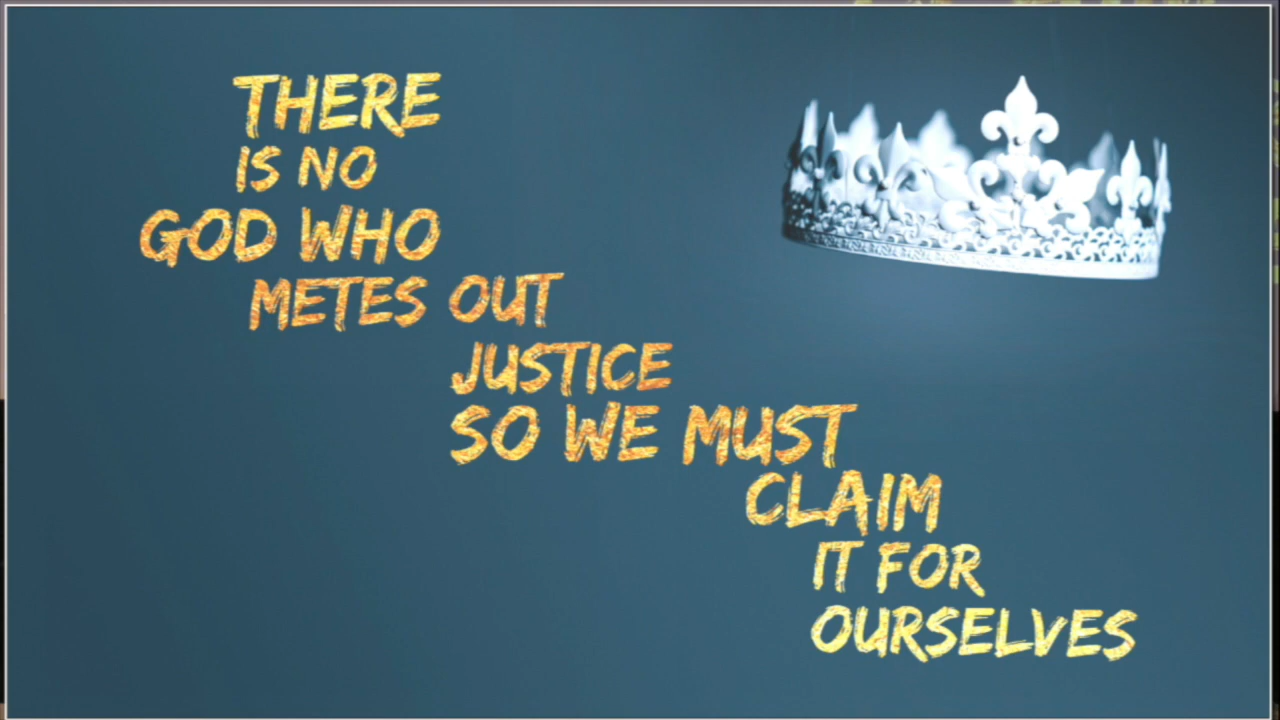 THERE
IS NO
GOD WHO
METES OUT
JUSTICE
SO WE MUST
CLAIM
IT FOR
OURSELVES